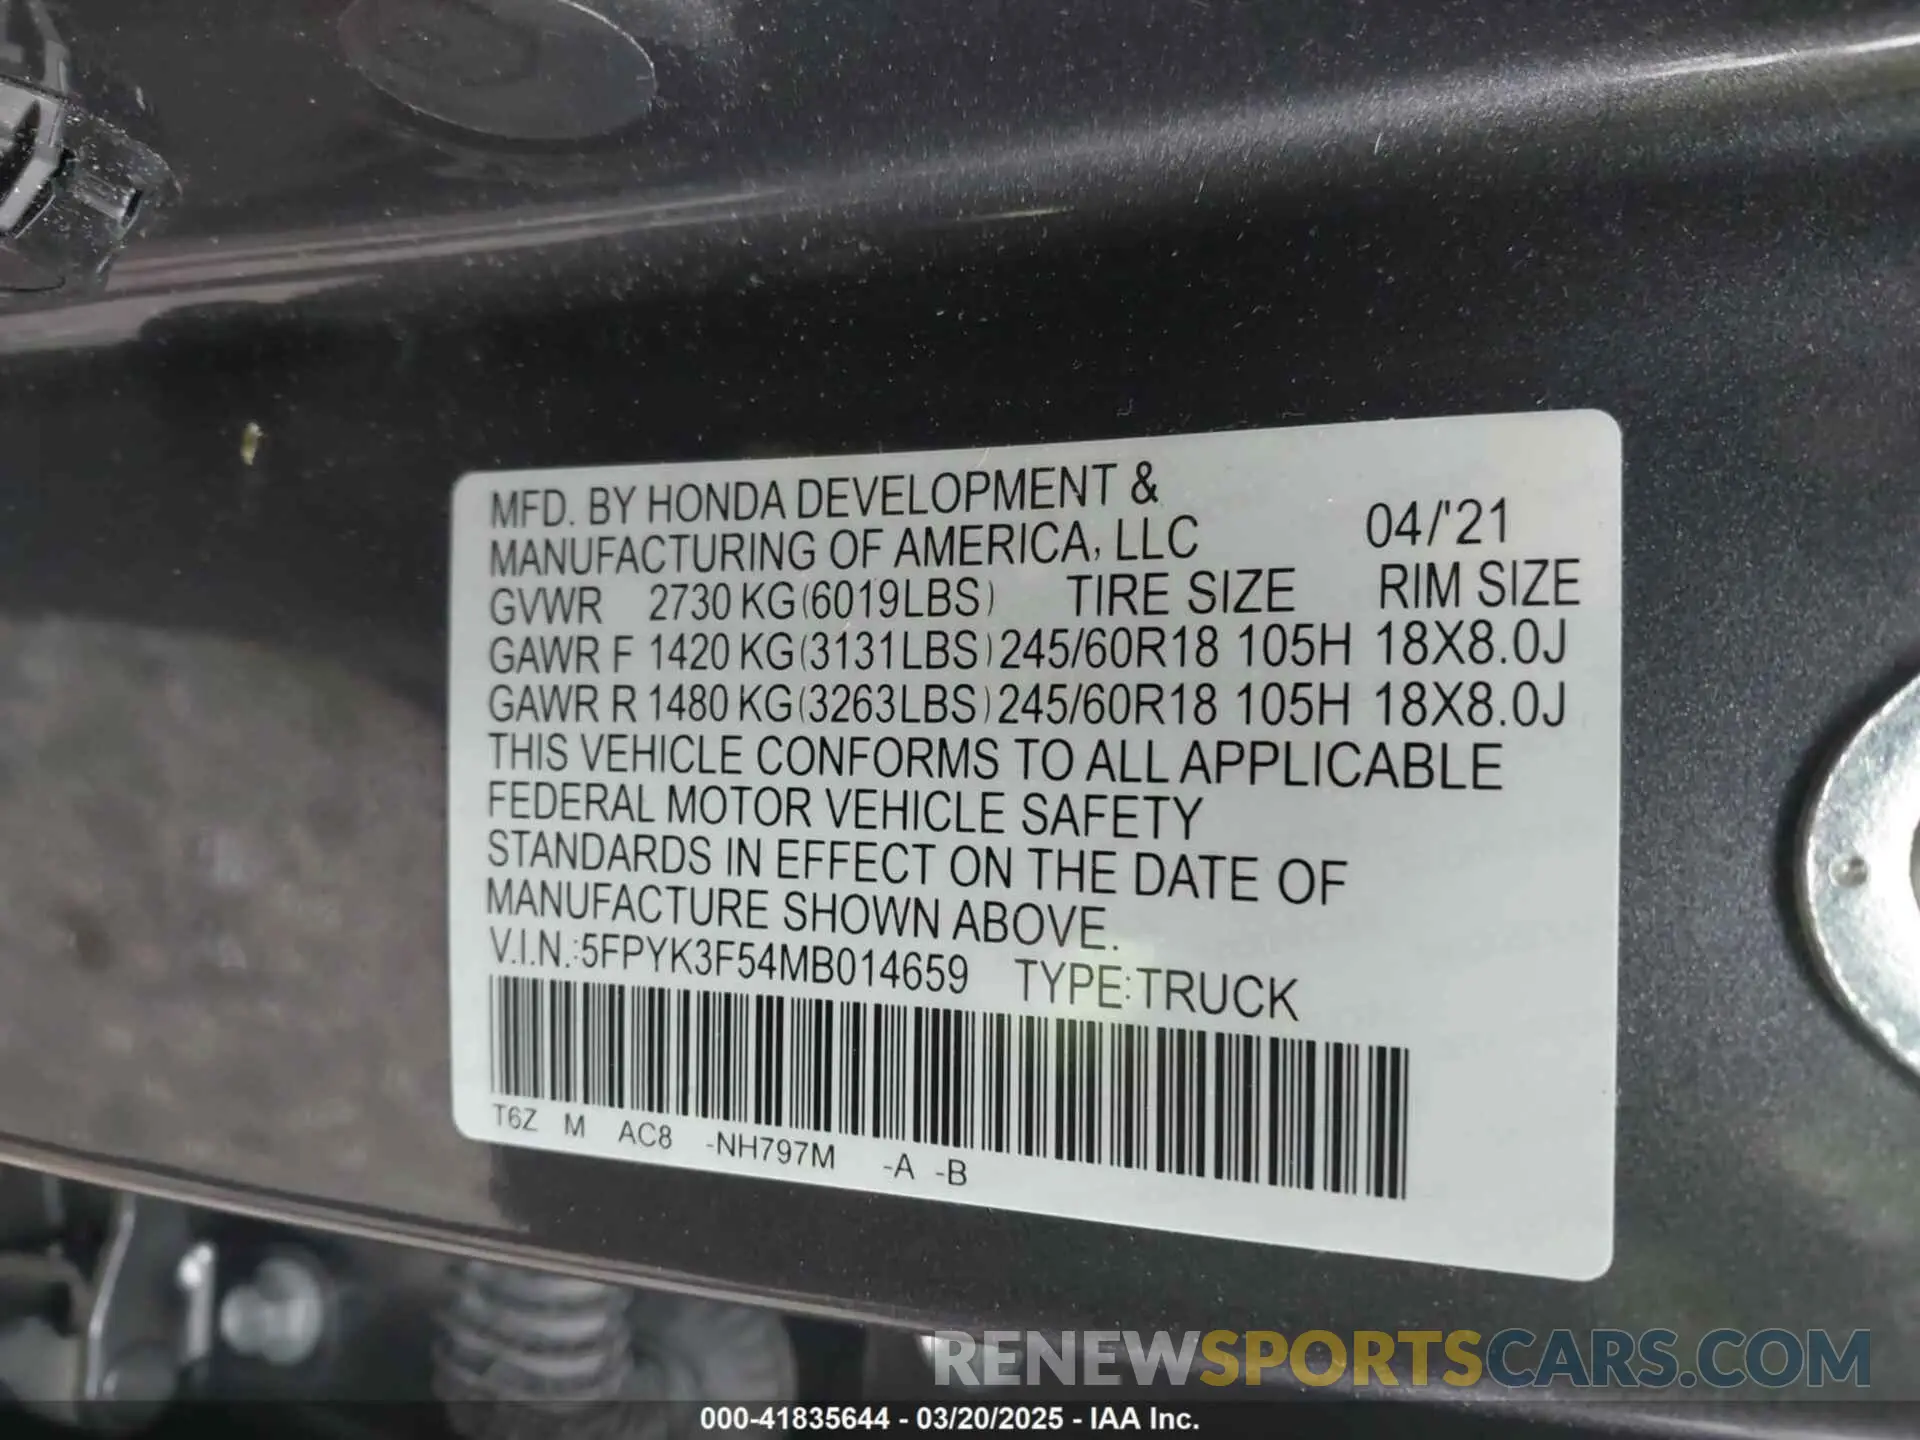 MFD. BY HONDA DEVELOPMENT &
MANUFACTURING OF AMERICA, LLC 04/'21
GVWR 2730 KG(6019LBS) TIRE SIZE RIM SIZE
GAWR F 1420 KG(3131LBS) 245/60R18 105H 18X8.0J
GAWR R 1480 KG(3263LBS) 245/60R18 105H 18X8.0J
THIS VEHICLE CONFORMS TO ALL APPLICABLE
FEDERAL MOTOR VEHICLE SAFETY
STANDARDS IN EFFECT ON THE DATE OF
MANUFACTURE SHOWN ABOVE.
V.I.N.:5FPYK3F54MB014659 TYPE:TRUCK
T6Z M AC8 -NH797M -A -B
RENEWSPORTSCARS.COM
000-41835644 - 03/20/2025 - IAA Inc.